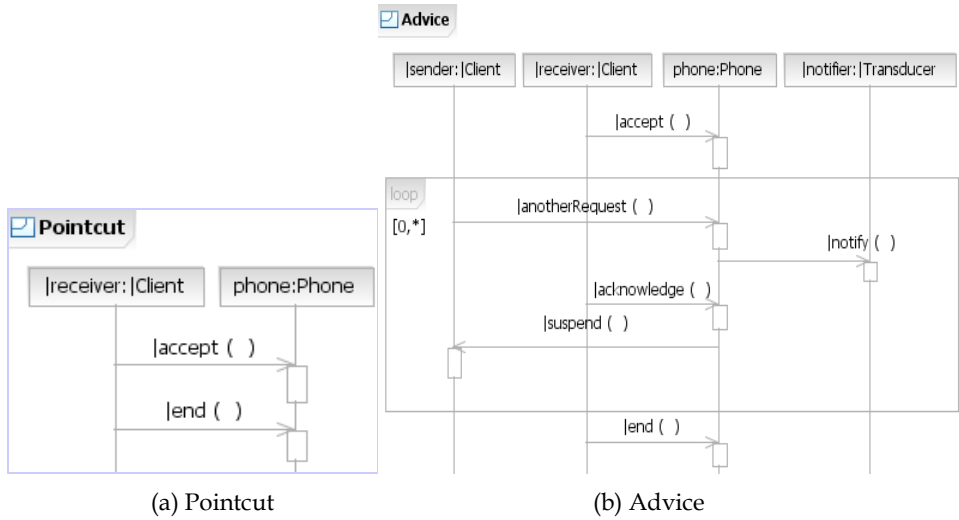 Advice
|sender:|Client |receiver:|Client phone:Phone |notifier:|Transducer
|accept ( )
loop
[0,*]
|anotherRequest ( )
|notify ( )
|acknowledge ( )
|suspend ( )
|end ( )
Pointcut
|receiver:|Client phone:Phone
|accept ( )
|end ( )
(a) Pointcut (b) Advice